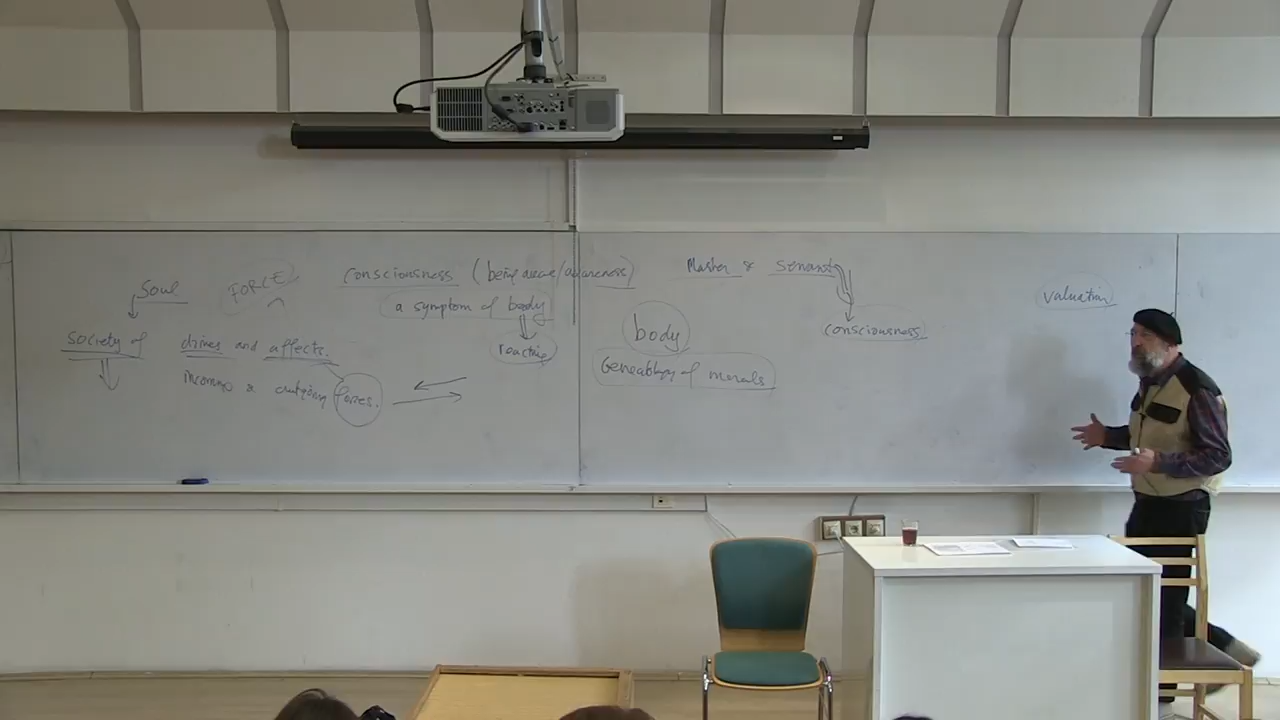 Soul
FORCE
society of drives and affects.
incoming & outgoing forces.
consciousness (being aware/awareness)
a symptom of body
reactive
body
Genealogy of morals
Master & servant
consciousness
valuation